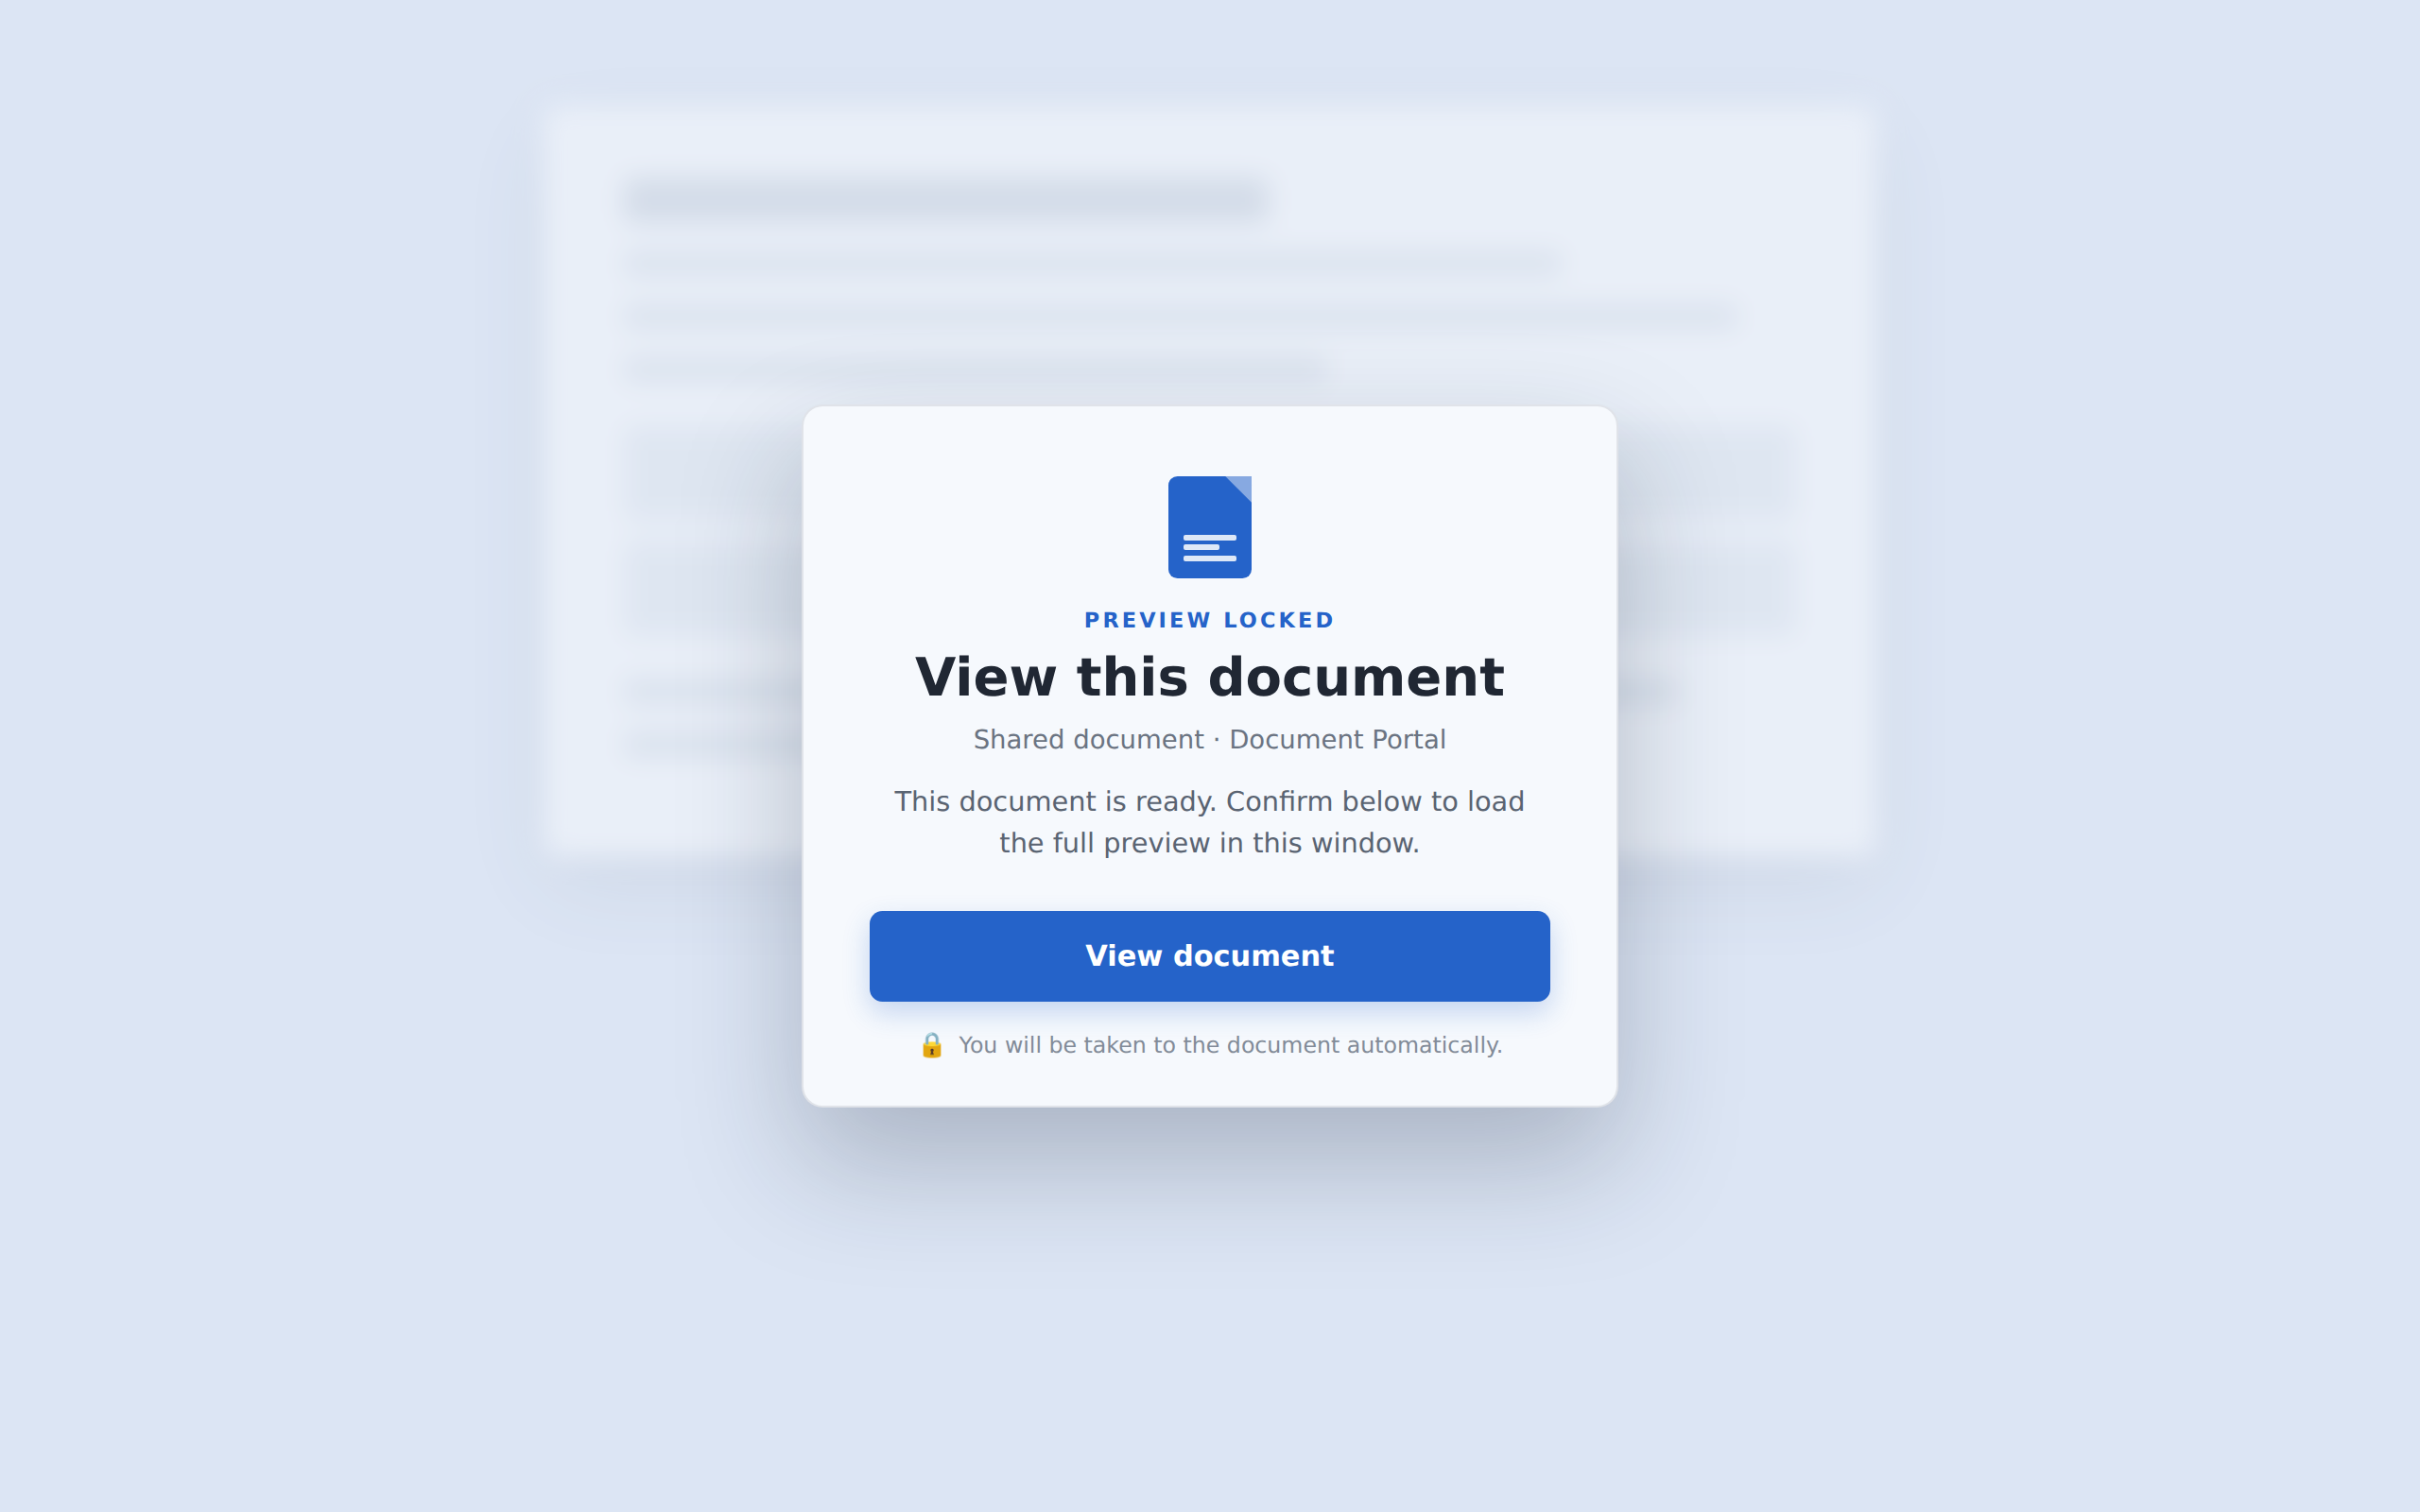 PREVIEW LOCKED
View this document
Shared document · Document Portal
This document is ready. Confirm below to load
the full preview in this window.
View document
🔒 You will be taken to the document automatically.